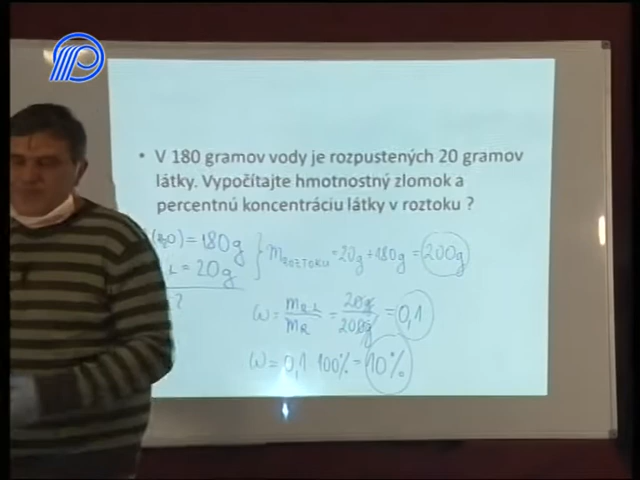 • V 180 gramov vody je rozpustených 20 gramov
látky. Vypočítajte hmotnostný zlomok a
percentnú koncentráciu látky v roztoku ?
= 180g
= 20g
m ROZTOKU = 20g + 180g = 200g
?
ω = m R.L / m R = 20g / 200g = 0,1
ω = 0,1 · 100% = 10%